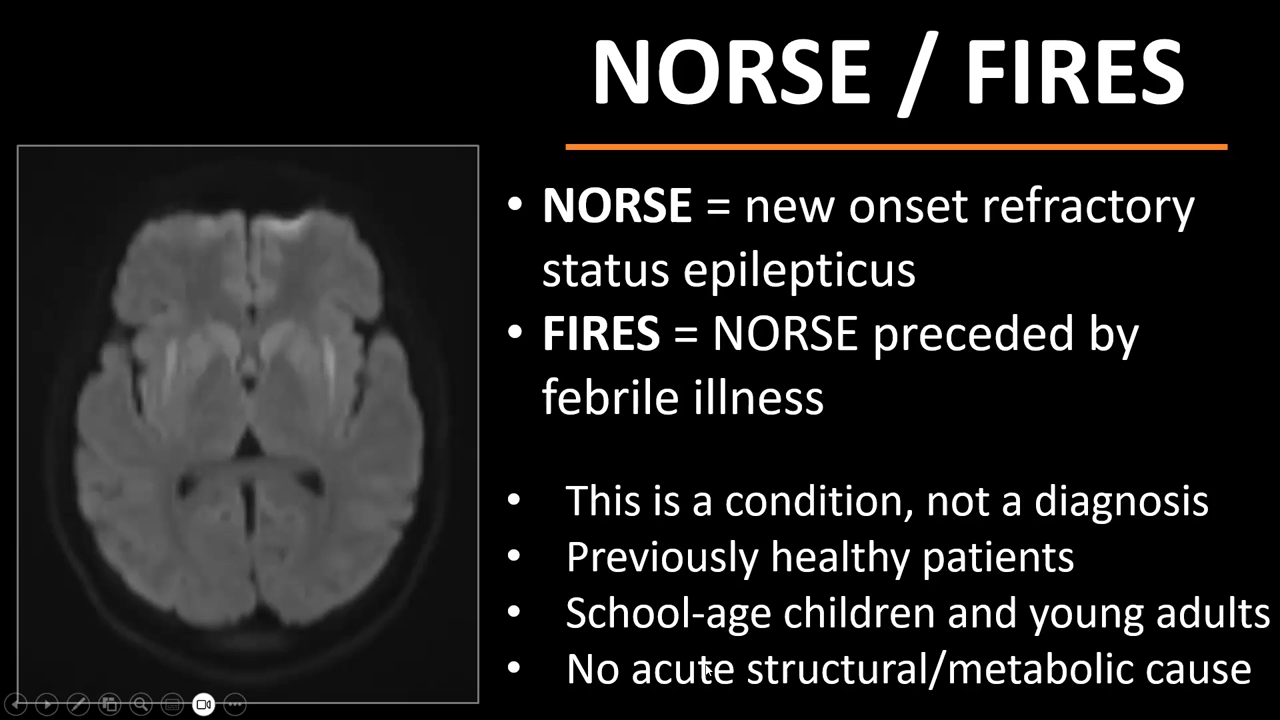 NORSE / FIRES
• NORSE = new onset refractory
status epilepticus
• FIRES = NORSE preceded by
febrile illness
• This is a condition, not a diagnosis
• Previously healthy patients
• School-age children and young adults
• No acute structural/metabolic cause